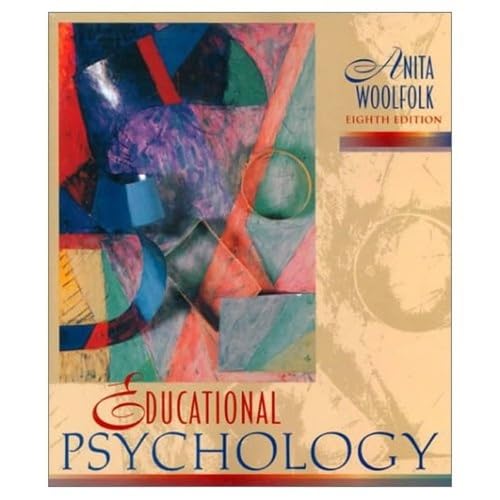 ANITA
WOOLFOLK
EIGHTH EDITION
EDUCATIONAL
PSYCHOLOGY